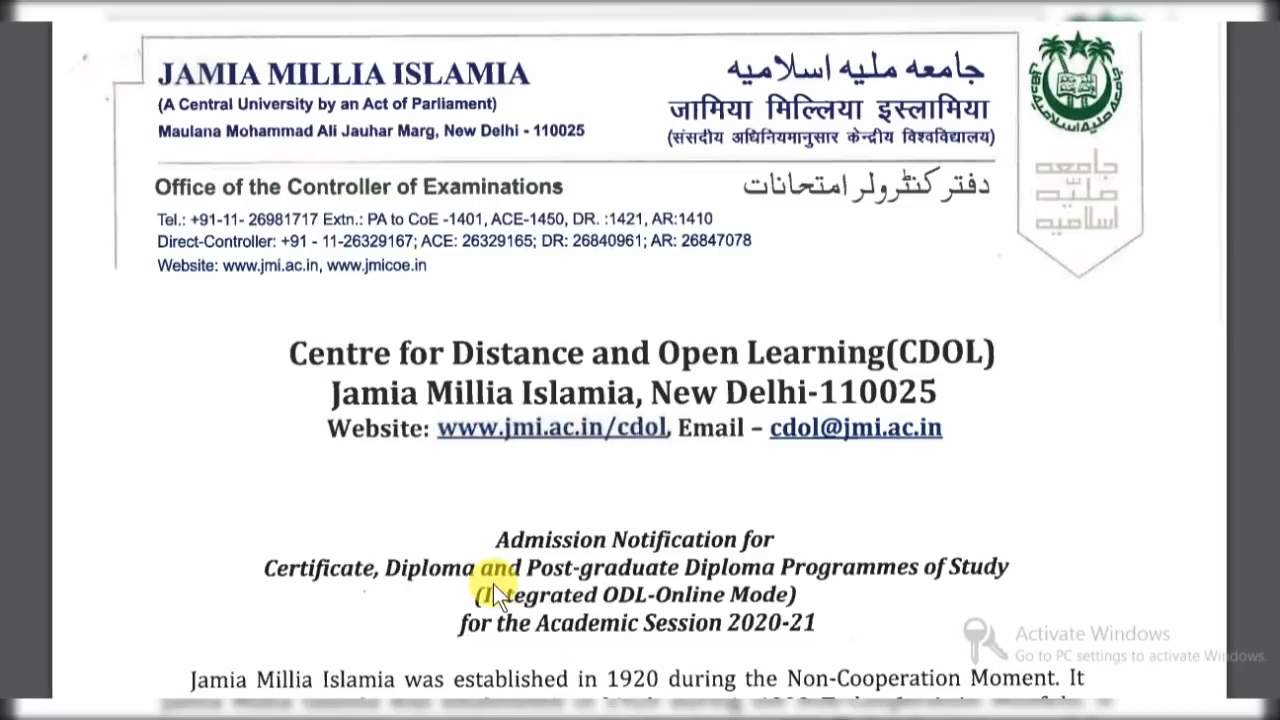 JAMIA MILLIA ISLAMIA
(A Central University by an Act of Parliament)
Maulana Mohammad Ali Jauhar Marg, New Delhi - 110025
جامعہ ملیہ اسلامیہ
जामिया मिल्लिया इस्लामिया
(संसदीय अधिनियमानुसार केन्द्रीय विश्वविद्यालय)
جامعہ
ملیّہ
اسلامیہ
Office of the Controller of Examinations
دفتر کنٹرولر امتحانات
Tel.: +91-11- 26981717 Extn.: PA to CoE -1401, ACE-1450, DR. :1421, AR:1410
Direct-Controller: +91 - 11-26329167; ACE: 26329165; DR: 26840961; AR: 26847078
Website: www.jmi.ac.in, www.jmicoe.in
Centre for Distance and Open Learning(CDOL)
Jamia Millia Islamia, New Delhi-110025
Website: www.jmi.ac.in/cdol, Email – cdol@jmi.ac.in
Admission Notification for
Certificate, Diploma and Post-graduate Diploma Programmes of Study
(Integrated ODL-Online Mode)
for the Academic Session 2020-21
Activate Windows
Go to PC settings to activate Windows.
Jamia Millia Islamia was established in 1920 during the Non-Cooperation Moment. It